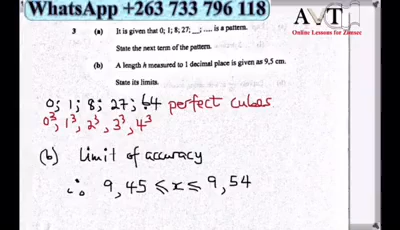 WhatsApp +263 733 796 118
AVT
Online Lessons for Zimsec
3 (a) It is given that 0; 1; 8; 27; __; .... is a pattern.
State the next term of the pattern.
(b) A length h measured to 1 decimal place is given as 9,5 cm.
State its limits.
0; 1; 8; 27; 64 perfect cubes
0³, 1³, 2³, 3³, 4³
(b) limit of accuracy
∴ 9,45 ≤ x ≤ 9,54